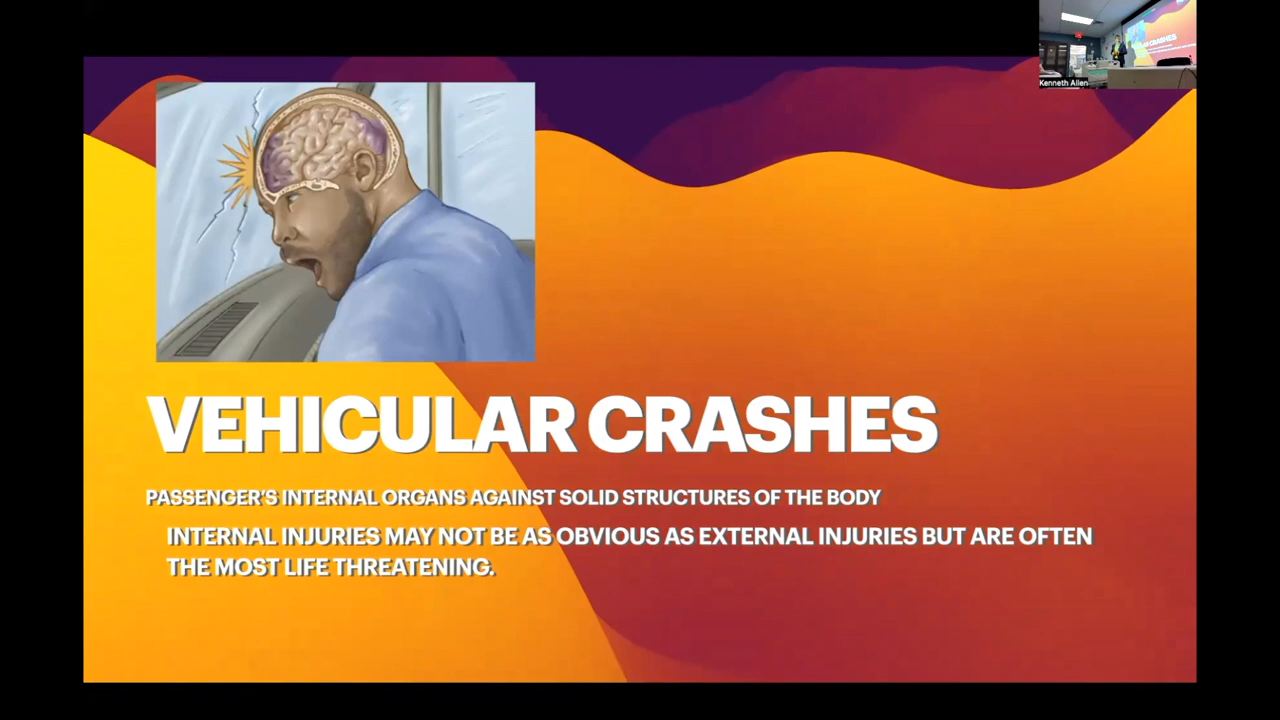 Kenneth Allen
VEHICULAR CRASHES
PASSENGER'S INTERNAL ORGANS AGAINST SOLID STRUCTURES OF THE BODY
INTERNAL INJURIES MAY NOT BE AS OBVIOUS AS EXTERNAL INJURIES BUT ARE OFTEN
THE MOST LIFE THREATENING.